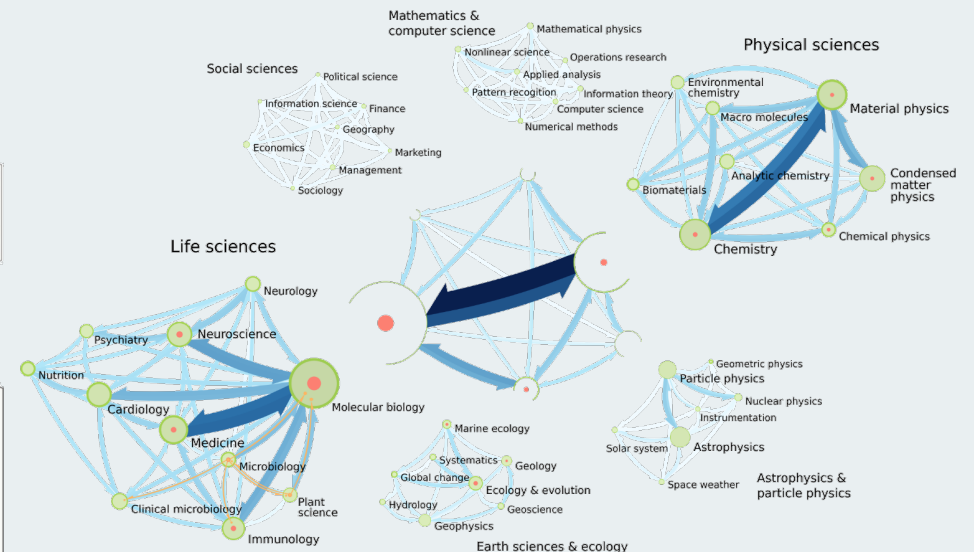 Mathematics &
computer science
Mathematical physics
Nonlinear science
Operations research
Applied analysis
Pattern recogition
Information theory
Computer science
Numerical methods
Social sciences
Political science
Information science
Finance
Geography
Economics
Marketing
Management
Sociology
Physical sciences
Environmental
chemistry
Macro molecules
Material physics
Analytic chemistry
Condensed
matter
physics
Biomaterials
Chemical physics
Chemistry
Life sciences
Neurology
Neuroscience
Psychiatry
Nutrition
Cardiology
Molecular biology
Medicine
Microbiology
Clinical microbiology
Plant
science
Immunology
Marine ecology
Systematics
Geology
Global change
Ecology & evolution
Hydrology
Geoscience
Geophysics
Earth sciences & ecology
Geometric physics
Particle physics
Nuclear physics
Instrumentation
Solar system
Astrophysics
Space weather
Astrophysics &
particle physics